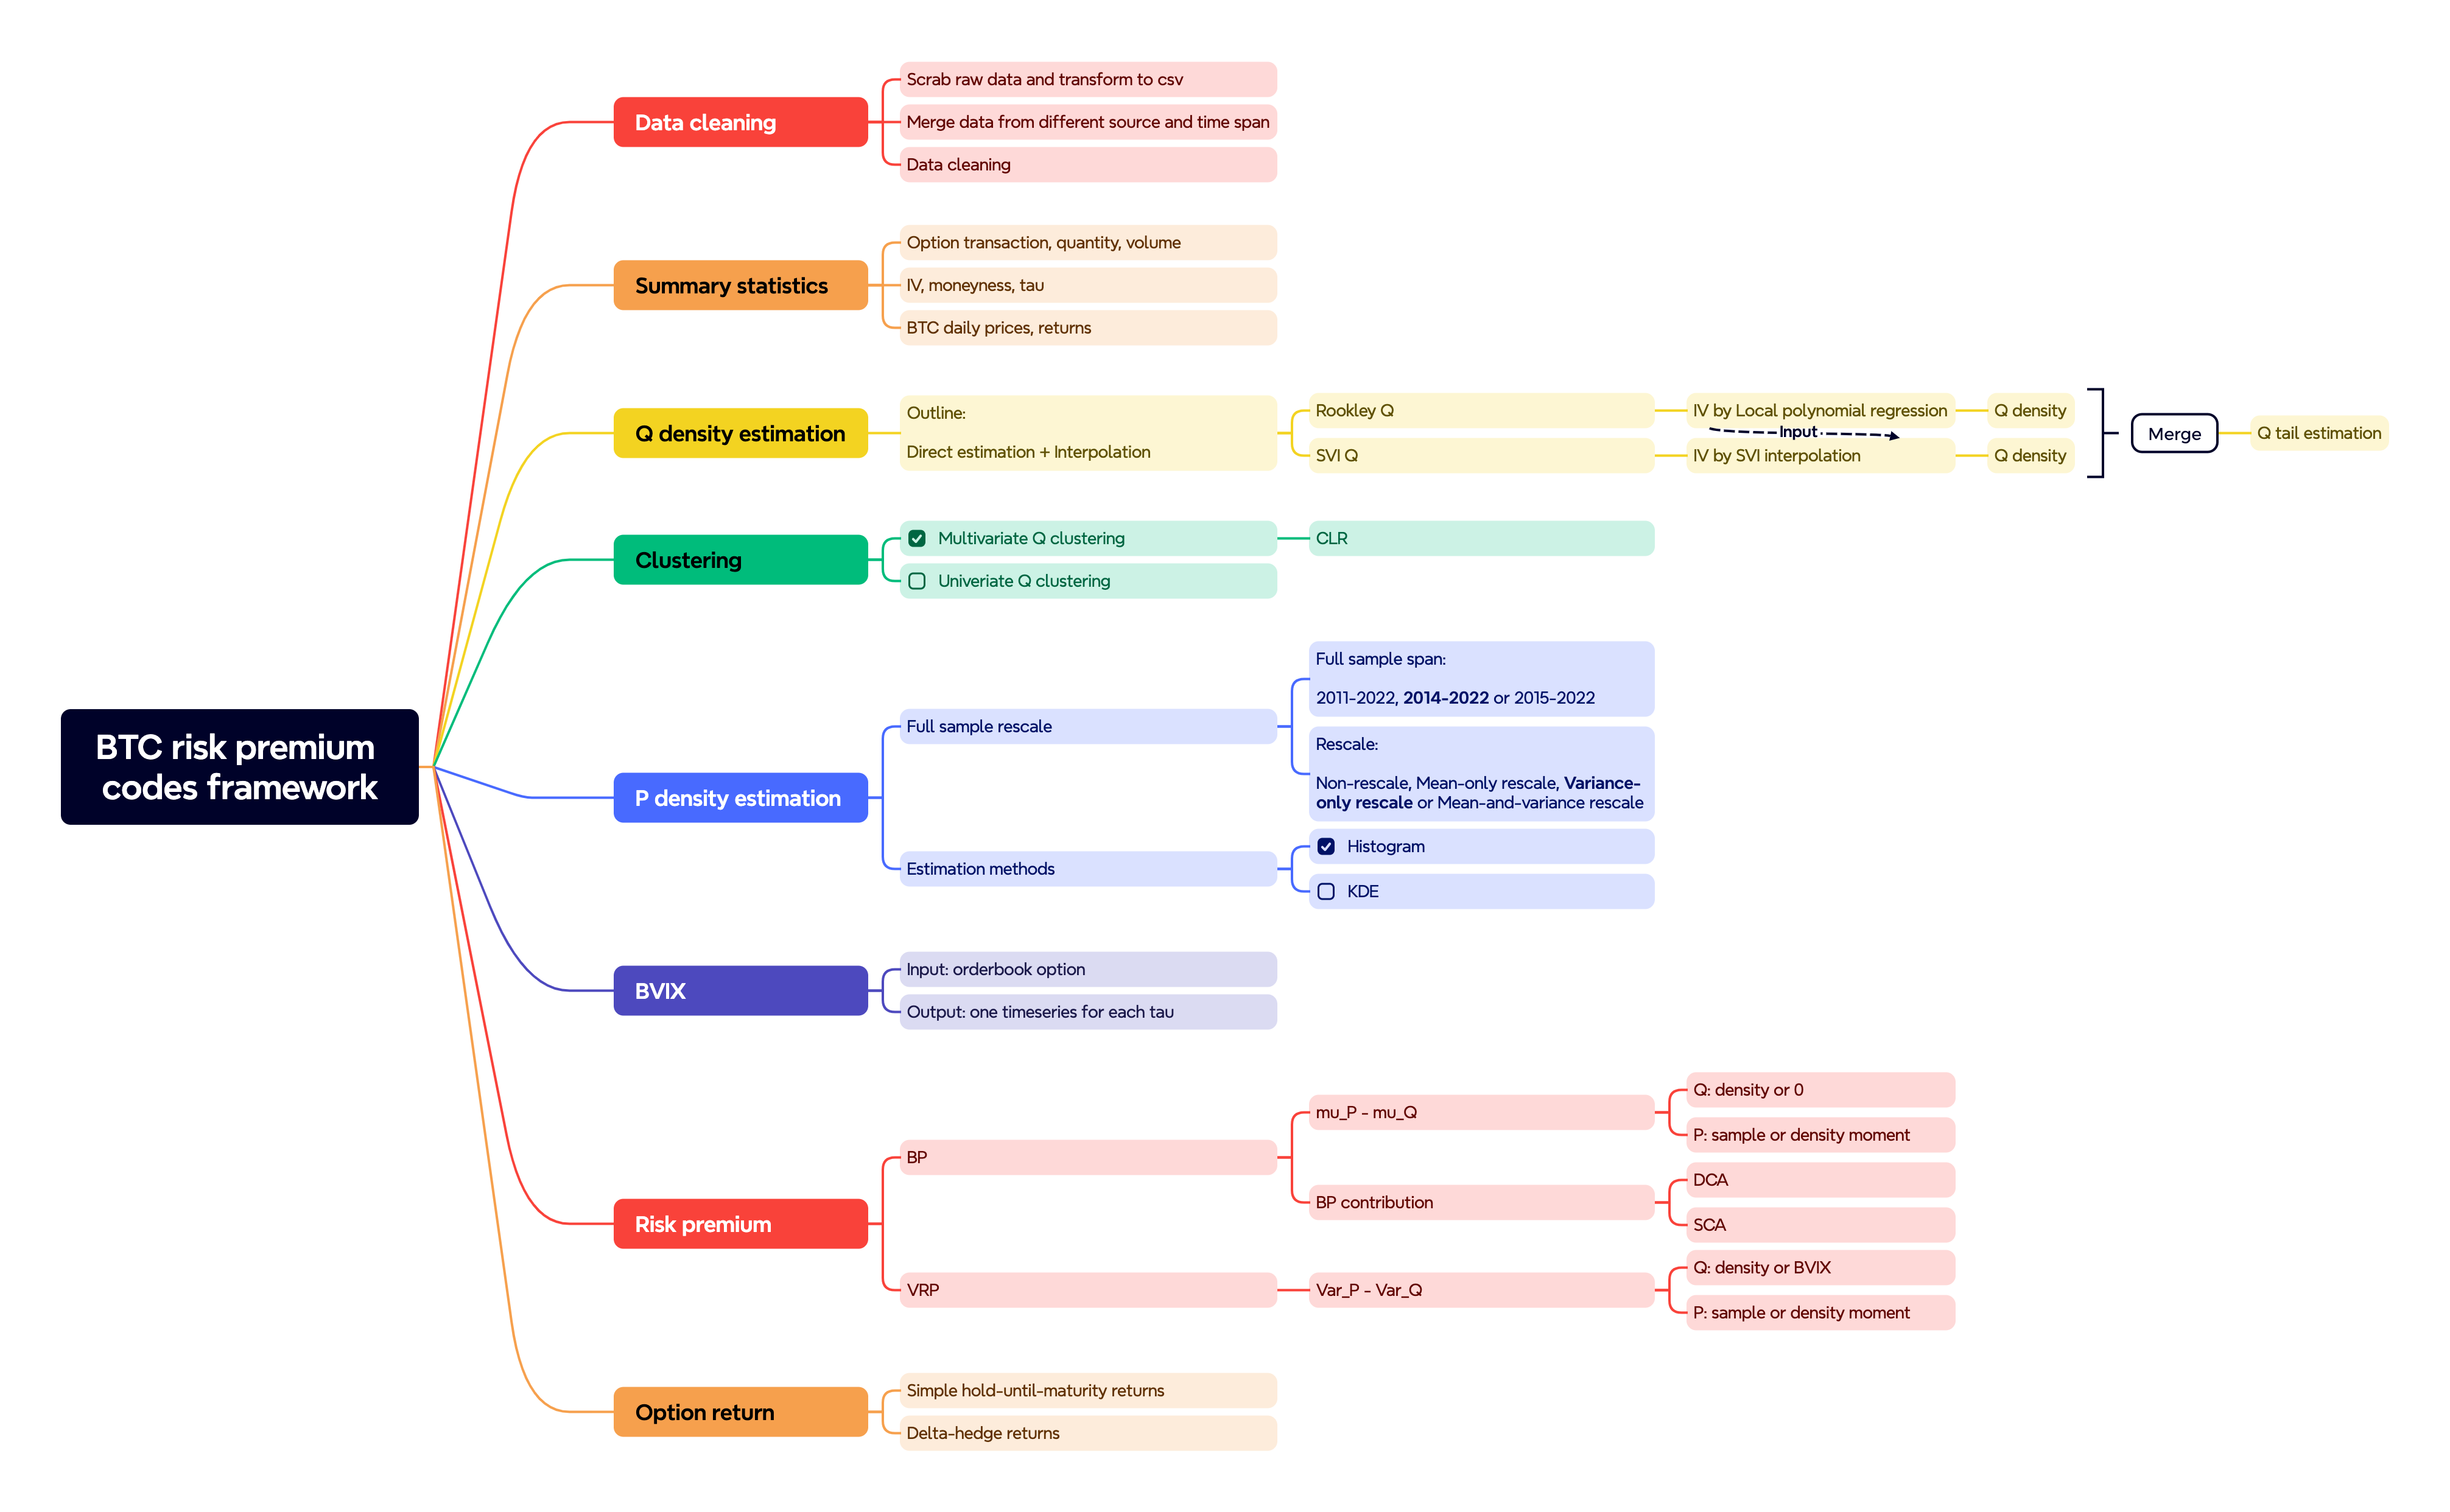 BTC risk premium
codes framework
Data cleaning
Scrab raw data and transform to csv
Merge data from different source and time span
Data cleaning
Summary statistics
Option transaction, quantity, volume
IV, moneyness, tau
BTC daily prices, returns
Q density estimation
Outline:
Direct estimation + Interpolation
Rookley Q
IV by Local polynomial regression
Q density
Input
SVI Q
IV by SVI interpolation
Q density
Merge
Q tail estimation
Clustering
Multivariate Q clustering
CLR
Univeriate Q clustering
P density estimation
Full sample rescale
Full sample span:
2011-2022, 2014-2022 or 2015-2022
Rescale:
Non-rescale, Mean-only rescale, Variance-
only rescale or Mean-and-variance rescale
Estimation methods
Histogram
KDE
BVIX
Input: orderbook option
Output: one timeseries for each tau
Risk premium
BP
mu_P - mu_Q
Q: density or 0
P: sample or density moment
BP contribution
DCA
SCA
VRP
Var_P - Var_Q
Q: density or BVIX
P: sample or density moment
Option return
Simple hold-until-maturity returns
Delta-hedge returns